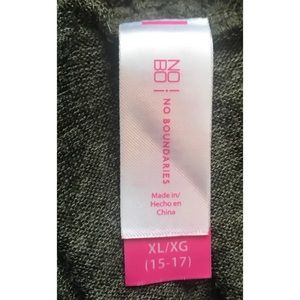 NO
BO
NO BOUNDARIES
Made in/
Hecho en
China
XL/XG
(15-17)